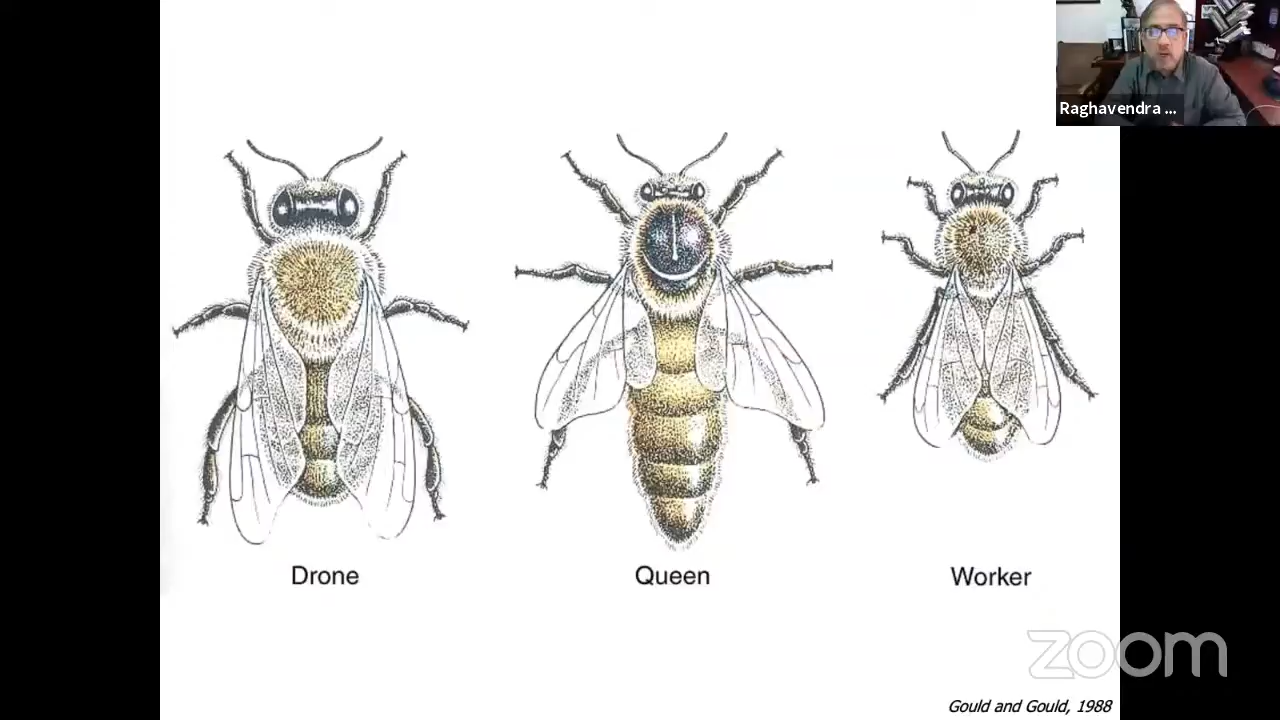 Raghavendra ...
Drone
Queen
Worker
zoom
Gould and Gould, 1988